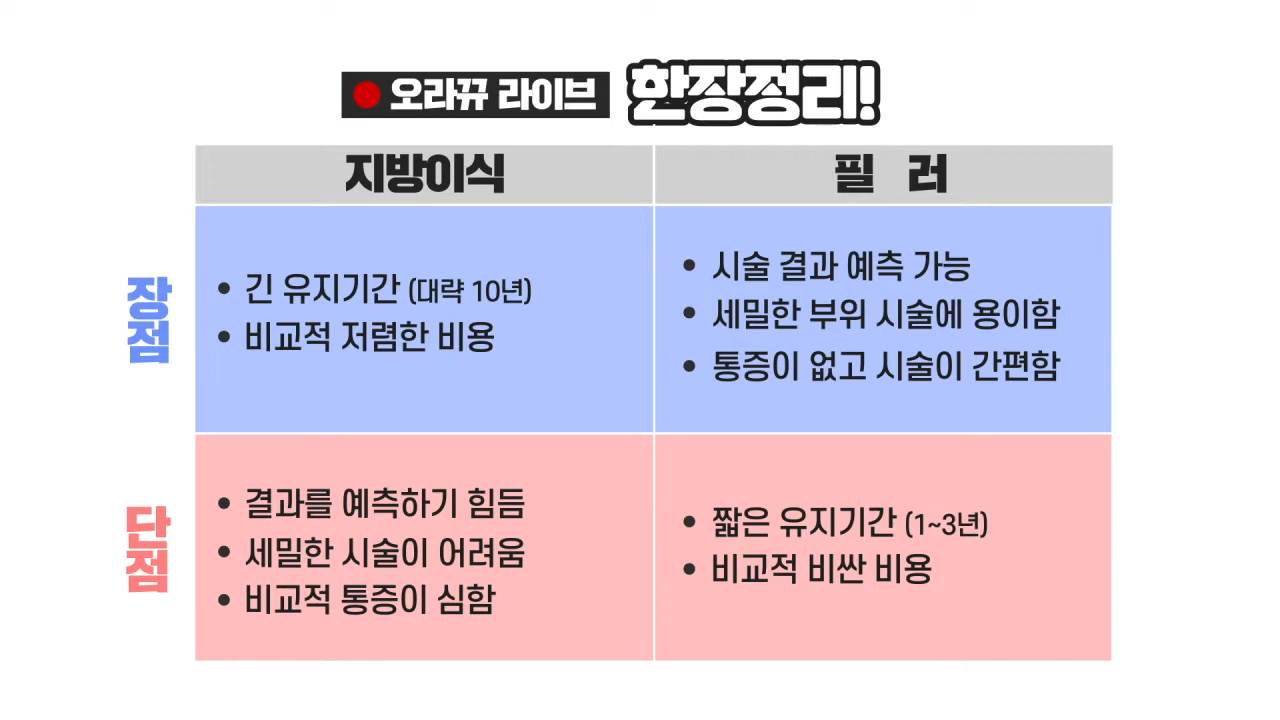 오라뀨 라이브 한장정리!
지방이식
필 러
장점
• 긴 유지기간 (대략 10년)
• 비교적 저렴한 비용
• 시술 결과 예측 가능
• 세밀한 부위 시술에 용이함
• 통증이 없고 시술이 간편함
단점
• 결과를 예측하기 힘듬
• 세밀한 시술이 어려움
• 비교적 통증이 심함
• 짧은 유지기간 (1~3년)
• 비교적 비싼 비용